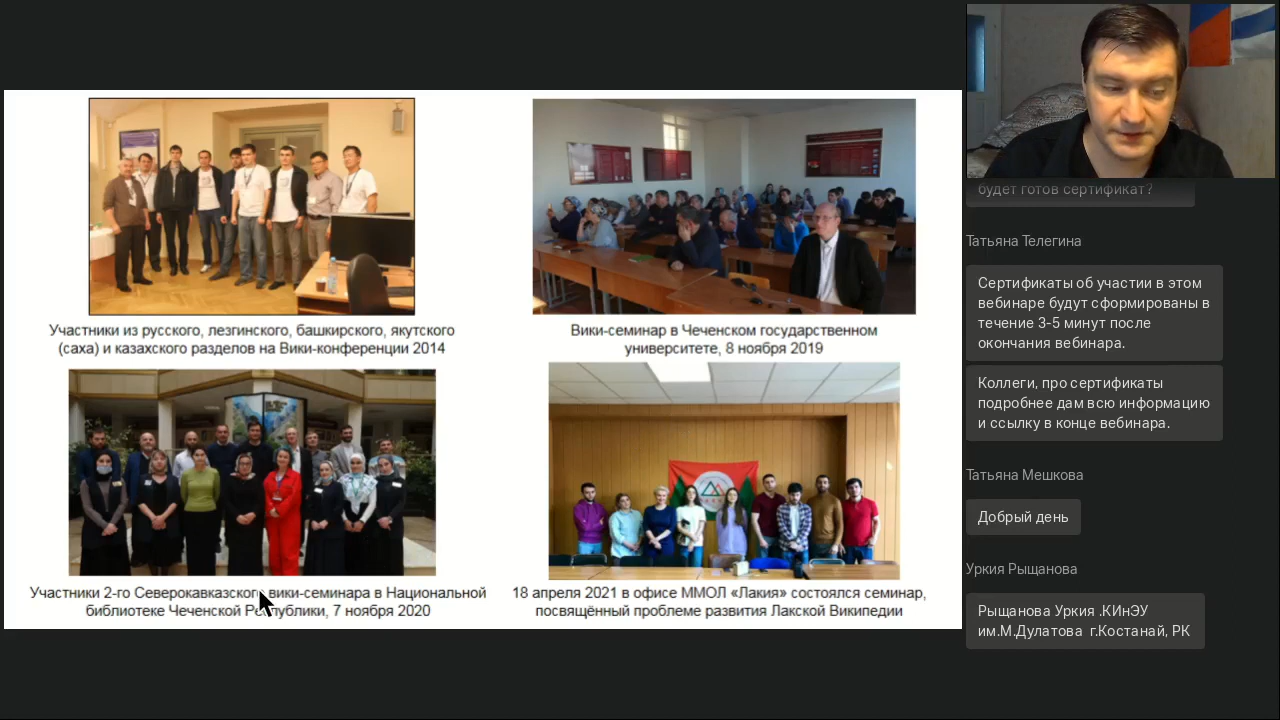 Участники из русского, лезгинского, башкирского, якутского
(саха) и казахского разделов на Вики-конференции 2014
Вики-семинар в Чеченском государственном
университете, 8 ноября 2019
Участники 2-го Северокавказского вики-семинара в Национальной
библиотеке Чеченской Республики, 7 ноября 2020
18 апреля 2021 в офисе ММОЛ «Лакия» состоялся семинар,
посвящённый проблеме развития Лакской Википедии
будет готов сертификат?
Татьяна Телегина
Сертификаты об участии в этом
вебинаре будут сформированы в
течение 3-5 минут после
окончания вебинара.
Коллеги, про сертификаты
подробнее дам всю информацию
и ссылку в конце вебинара.
Татьяна Мешкова
Добрый день
Уркия Рыщанова
Рыщанова Уркия .КИнЭУ
им.М.Дулатова г.Костанай, РК